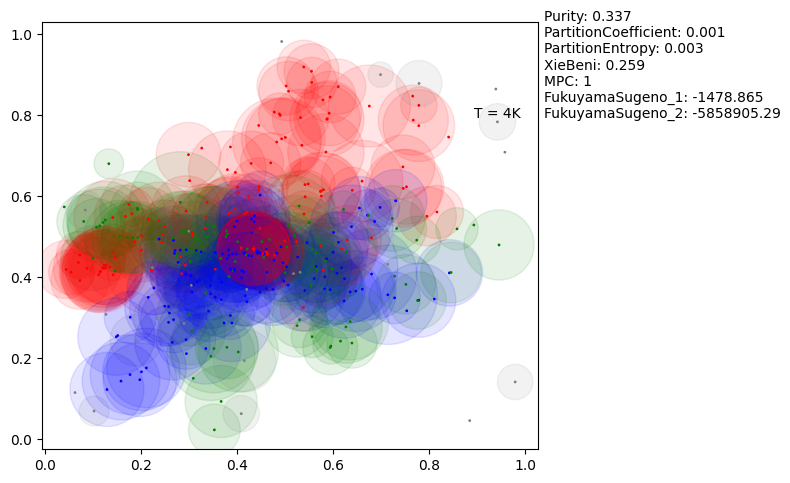 Purity: 0.337
PartitionCoefficient: 0.001
PartitionEntropy: 0.003
XieBeni: 0.259
MPC: 1
FukuyamaSugeno_1: -1478.865
FukuyamaSugeno_2: -5858905.29
T = 4K
1.0
0.8
0.6
0.4
0.2
0.0
0.0 0.2 0.4 0.6 0.8 1.0